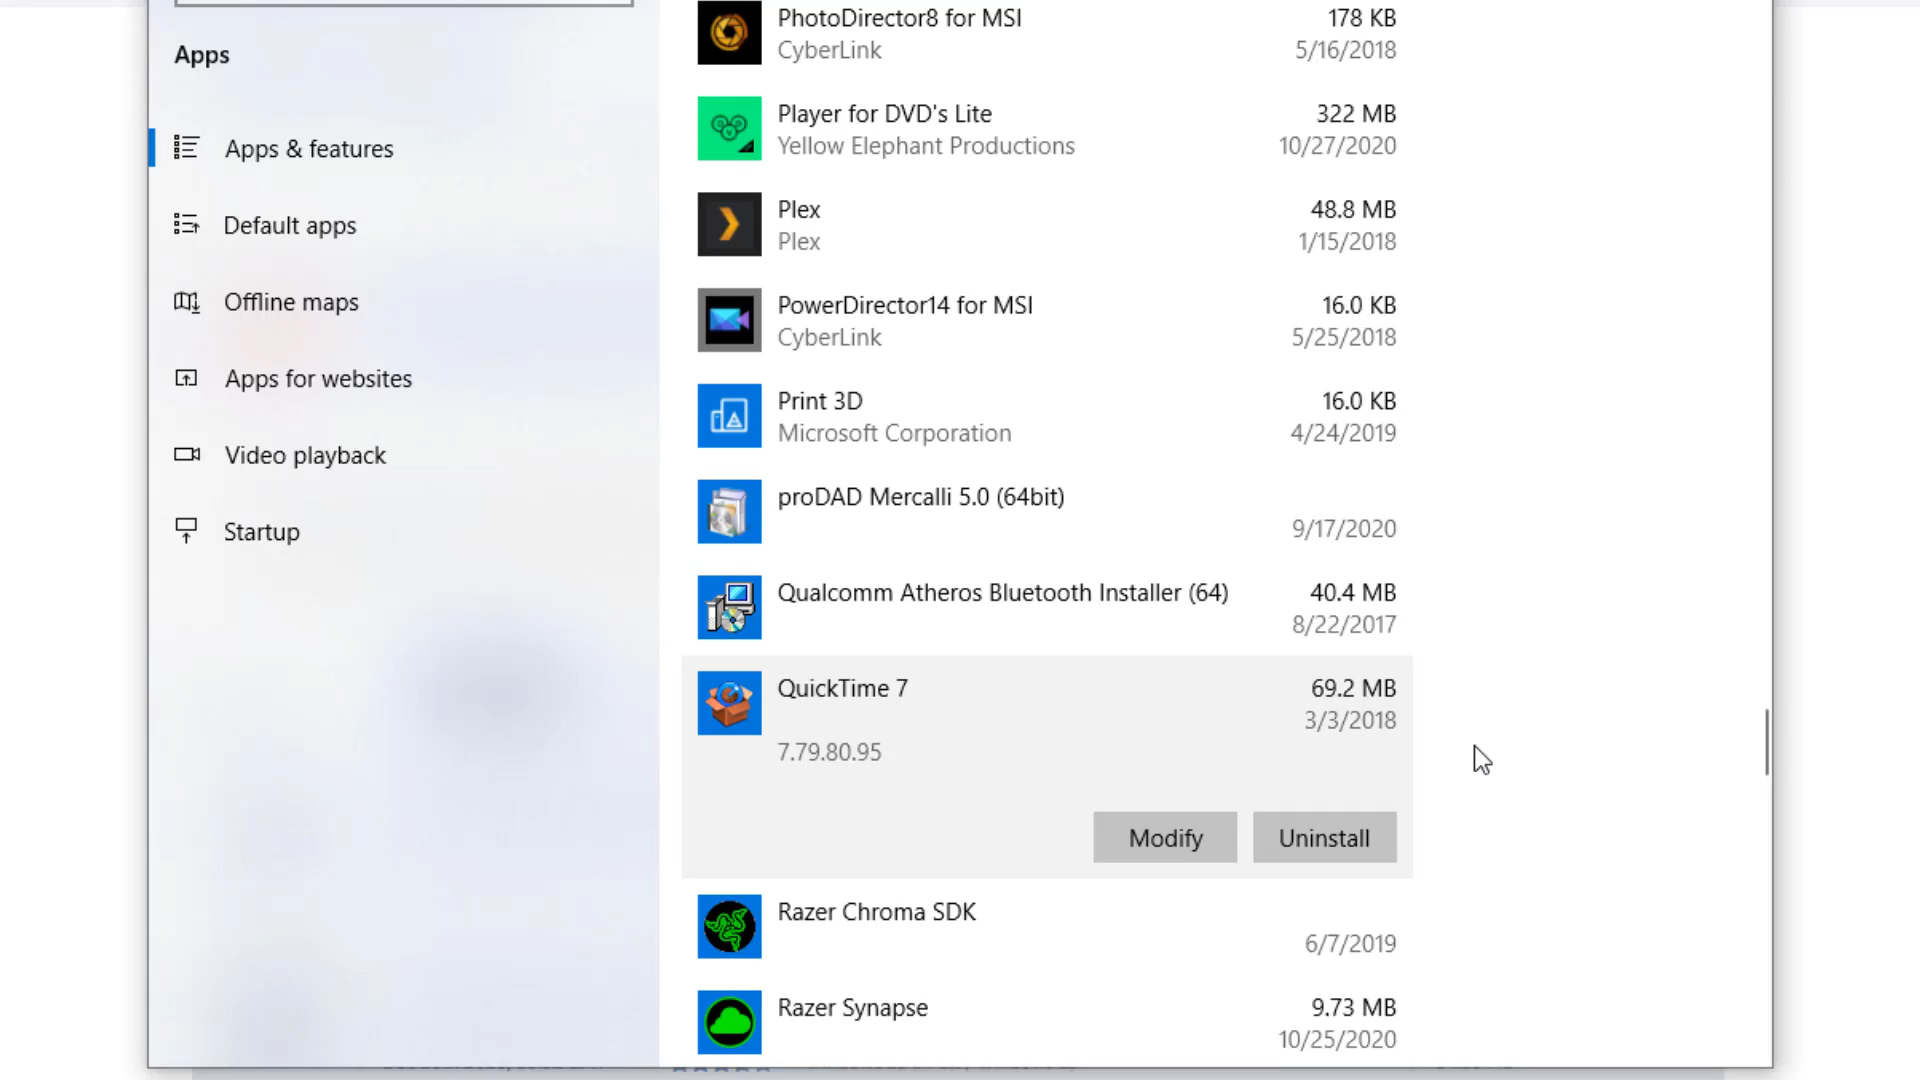 Apps
Apps & features
Default apps
Offline maps
Apps for websites
Video playback
Startup
PhotoDirector8 for MSI 178 KB
CyberLink 5/16/2018
Player for DVD's Lite 322 MB
Yellow Elephant Productions 10/27/2020
Plex 48.8 MB
Plex 1/15/2018
PowerDirector14 for MSI 16.0 KB
CyberLink 5/25/2018
Print 3D 16.0 KB
Microsoft Corporation 4/24/2019
proDAD Mercalli 5.0 (64bit)
9/17/2020
Qualcomm Atheros Bluetooth Installer (64) 40.4 MB
8/22/2017
QuickTime 7 69.2 MB
3/3/2018
7.79.80.95
Modify Uninstall
Razer Chroma SDK
6/7/2019
Razer Synapse 9.73 MB
10/25/2020